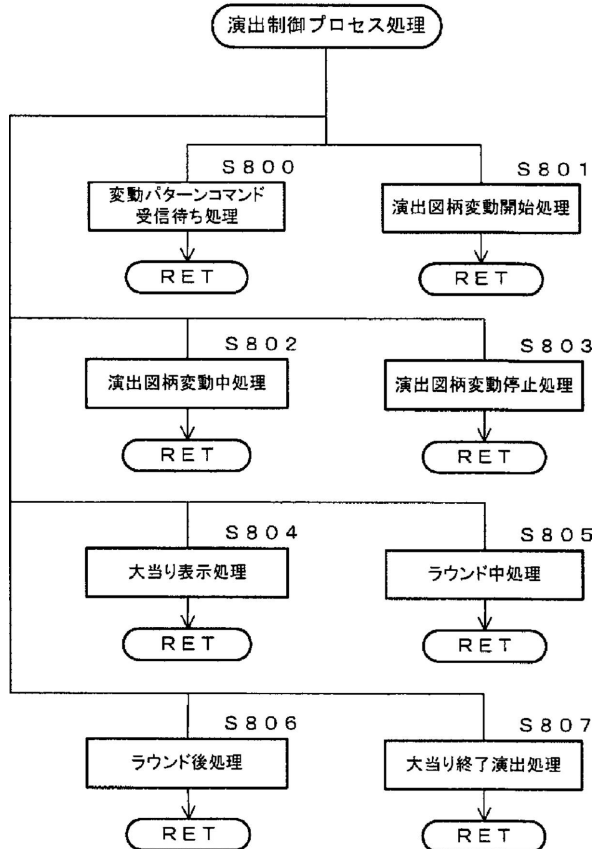 演出制御プロセス処理
S800
S801
変動パターンコマンド
受信待ち処理
演出図柄変動開始処理
RET
RET
S802
S803
演出図柄変動中処理
演出図柄変動停止処理
RET
RET
S804
S805
大当り表示処理
ラウンド中処理
RET
RET
S806
S807
ラウンド後処理
大当り終了演出処理
RET
RET